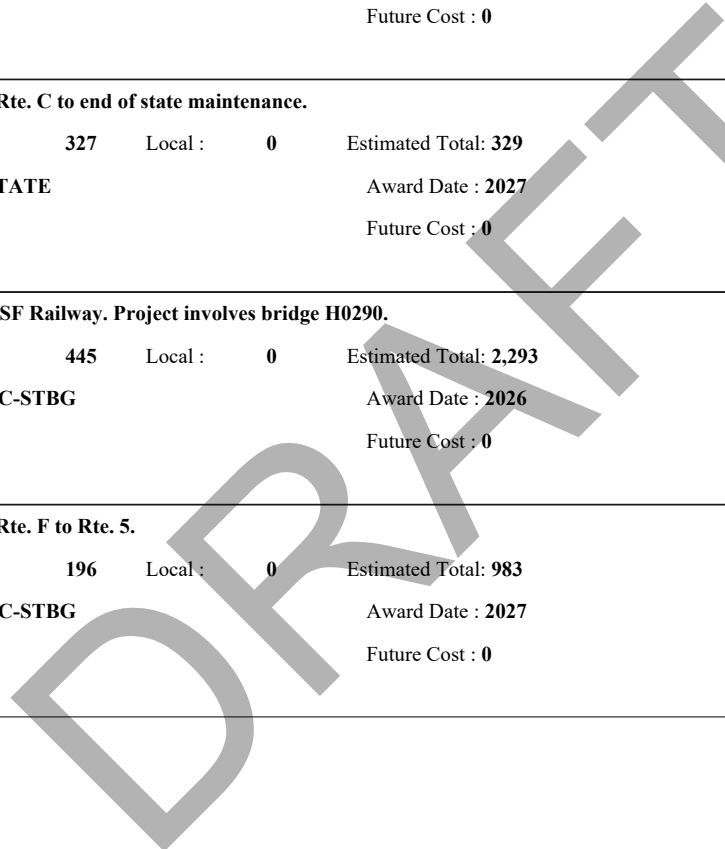 Future Cost : 0
Rte. C to end of state maintenance.
327 Local : 0 Estimated Total: 329
TATE Award Date : 2027
Future Cost : 0
SF Railway. Project involves bridge H0290.
445 Local : 0 Estimated Total: 2,293
C-STBG Award Date : 2026
Future Cost : 0
Rte. F to Rte. 5.
196 Local : 0 Estimated Total: 983
C-STBG Award Date : 2027
Future Cost : 0
DRAFT